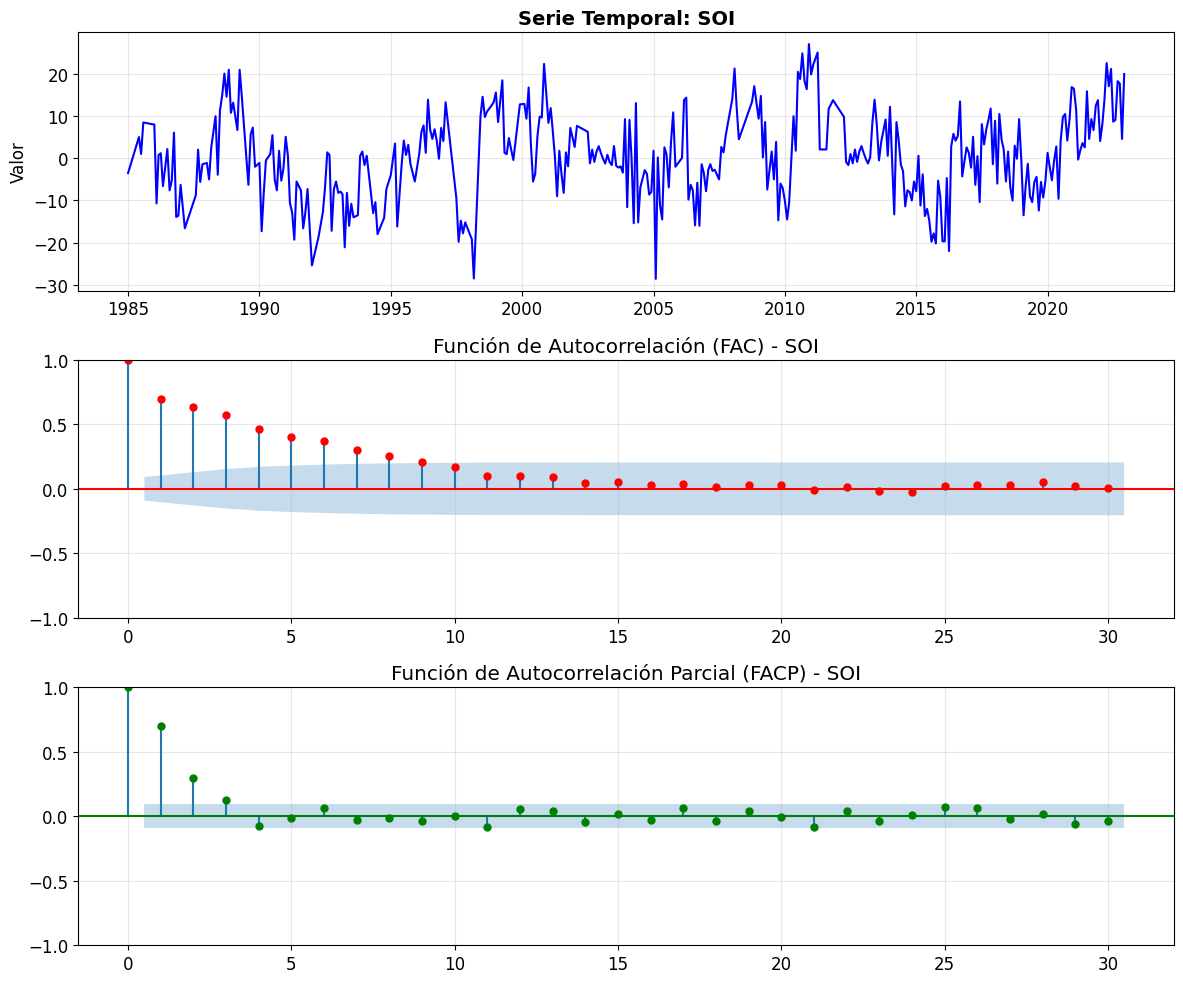 Serie Temporal: SOI
Valor
20
10
0
−10
−20
−30
1985 1990 1995 2000 2005 2010 2015 2020
Función de Autocorrelación (FAC) - SOI
1.0
0.5
0.0
−0.5
−1.0
0 5 10 15 20 25 30
Función de Autocorrelación Parcial (FACP) - SOI
1.0
0.5
0.0
−0.5
−1.0
0 5 10 15 20 25 30